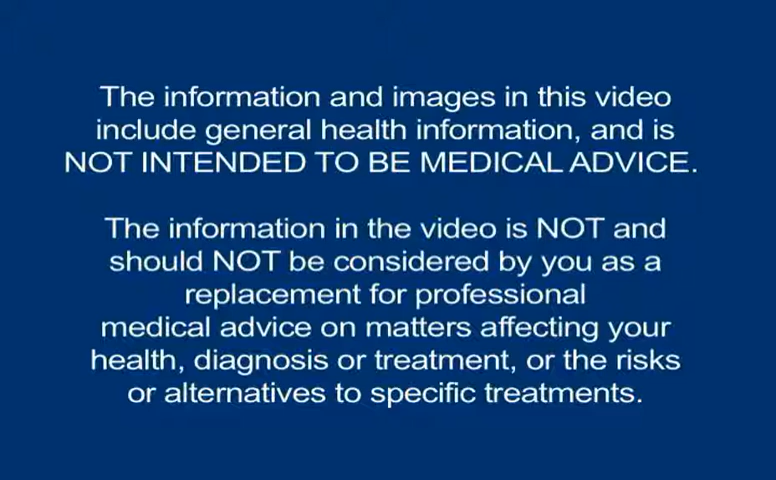 The information and images in this video
include general health information, and is
NOT INTENDED TO BE MEDICAL ADVICE.
The information in the video is NOT and
should NOT be considered by you as a
replacement for professional
medical advice on matters affecting your
health, diagnosis or treatment, or the risks
or alternatives to specific treatments.